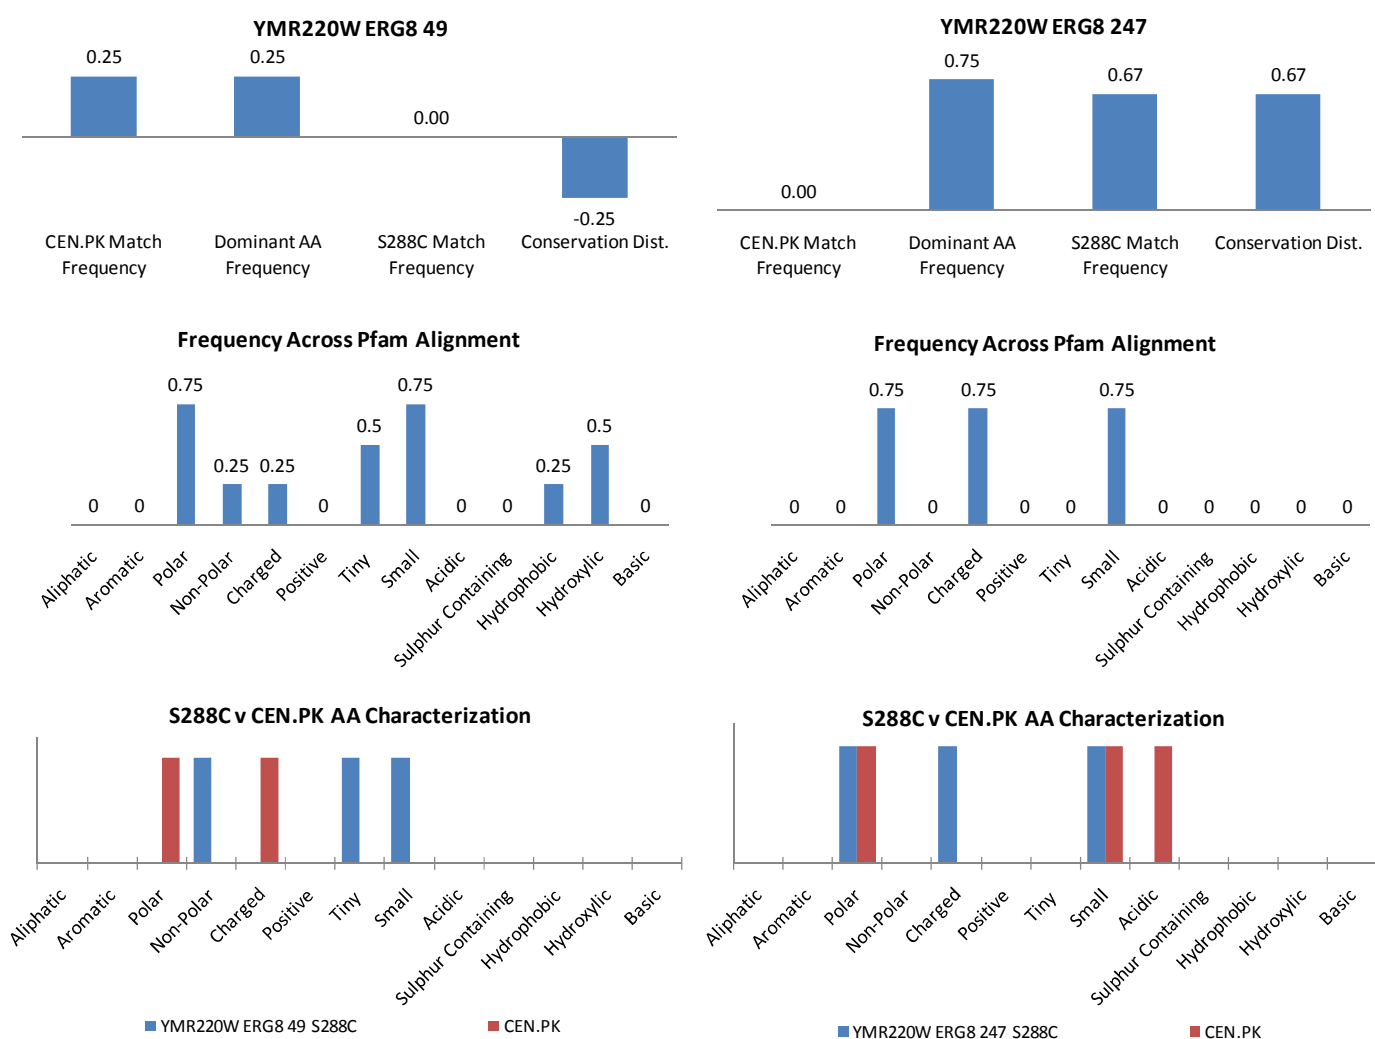 YMR220W ERG8 49
0.25
0.25
0.00
-0.25
CEN.PK Match Frequency
Dominant AA Frequency
S288C Match Frequency
Conservation Dist.
YMR220W ERG8 247
0.00
0.75
0.67
0.67
CEN.PK Match Frequency
Dominant AA Frequency
S288C Match Frequency
Conservation Dist.
Frequency Across Pfam Alignment
0
0
0.75
0.25
0.25
0
0.5
0.75
0
0
0.25
0.5
0
Aliphatic
Aromatic
Polar
Non-Polar
Charged
Positive
Tiny
Small
Acidic
Sulphur Containing
Hydrophobic
Hydroxylic
Basic
Frequency Across Pfam Alignment
0
0
0.75
0
0.75
0
0
0.75
0
0
0
0
0
Aliphatic
Aromatic
Polar
Non-Polar
Charged
Positive
Tiny
Small
Acidic
Sulphur Containing
Hydrophobic
Hydroxylic
Basic
S288C v CEN.PK AA Characterization
Aliphatic
Aromatic
Polar
Non-Polar
Charged
Positive
Tiny
Small
Acidic
Sulphur Containing
Hydrophobic
Hydroxylic
Basic
YMR220W ERG8 49 S288C
CEN.PK
S288C v CEN.PK AA Characterization
Aliphatic
Aromatic
Polar
Non-Polar
Charged
Positive
Tiny
Small
Acidic
Sulphur Containing
Hydrophobic
Hydroxylic
Basic
YMR220W ERG8 247 S288C
CEN.PK